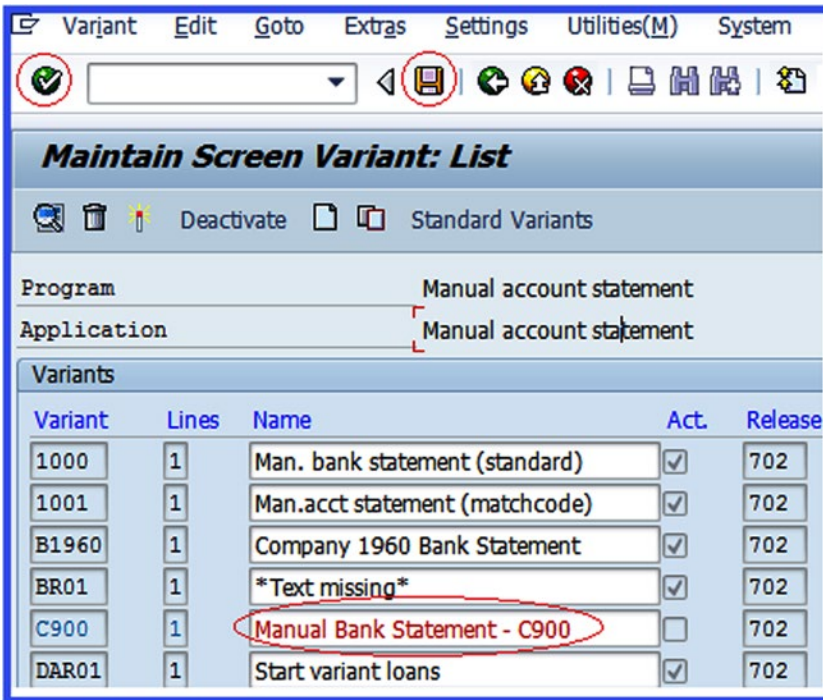 Variant Edit Goto Extras Settings Utilities(M) System
Maintain Screen Variant: List
Deactivate Standard Variants
Program Manual account statement
Application Manual account statement
Variants
Variant Lines Name Act. Release
1000 1 Man. bank statement (standard) 702
1001 1 Man.acct statement (matchcode) 702
B1960 1 Company 1960 Bank Statement 702
BR01 1 *Text missing* 702
C900 1 Manual Bank Statement - C900 702
DAR01 1 Start variant loans 702